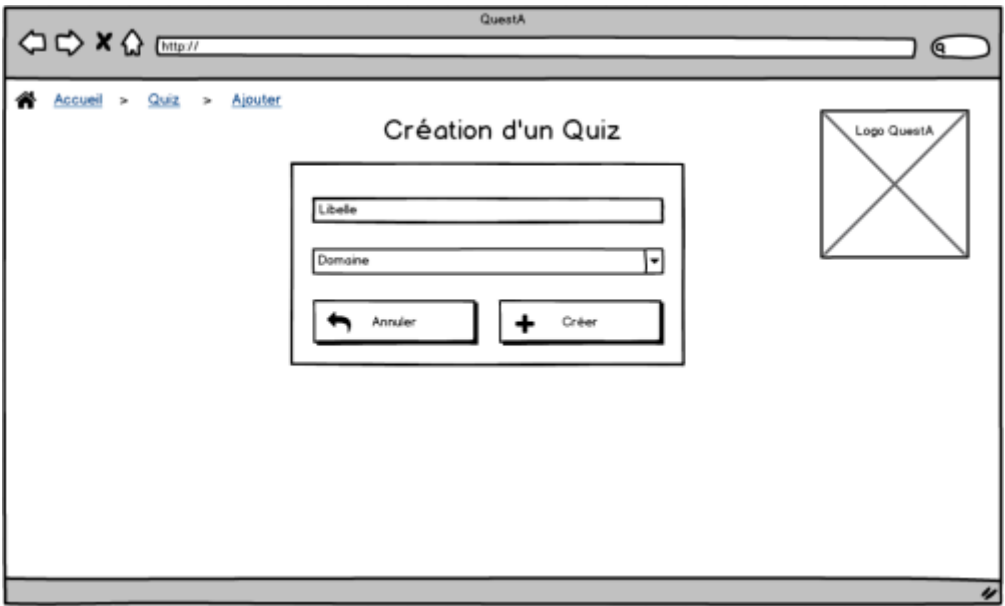 QuestA
http://
Accueil > Quiz > Ajouter
Création d'un Quiz
Logo QuestA
Libelle
Domaine
Annuler
Créer